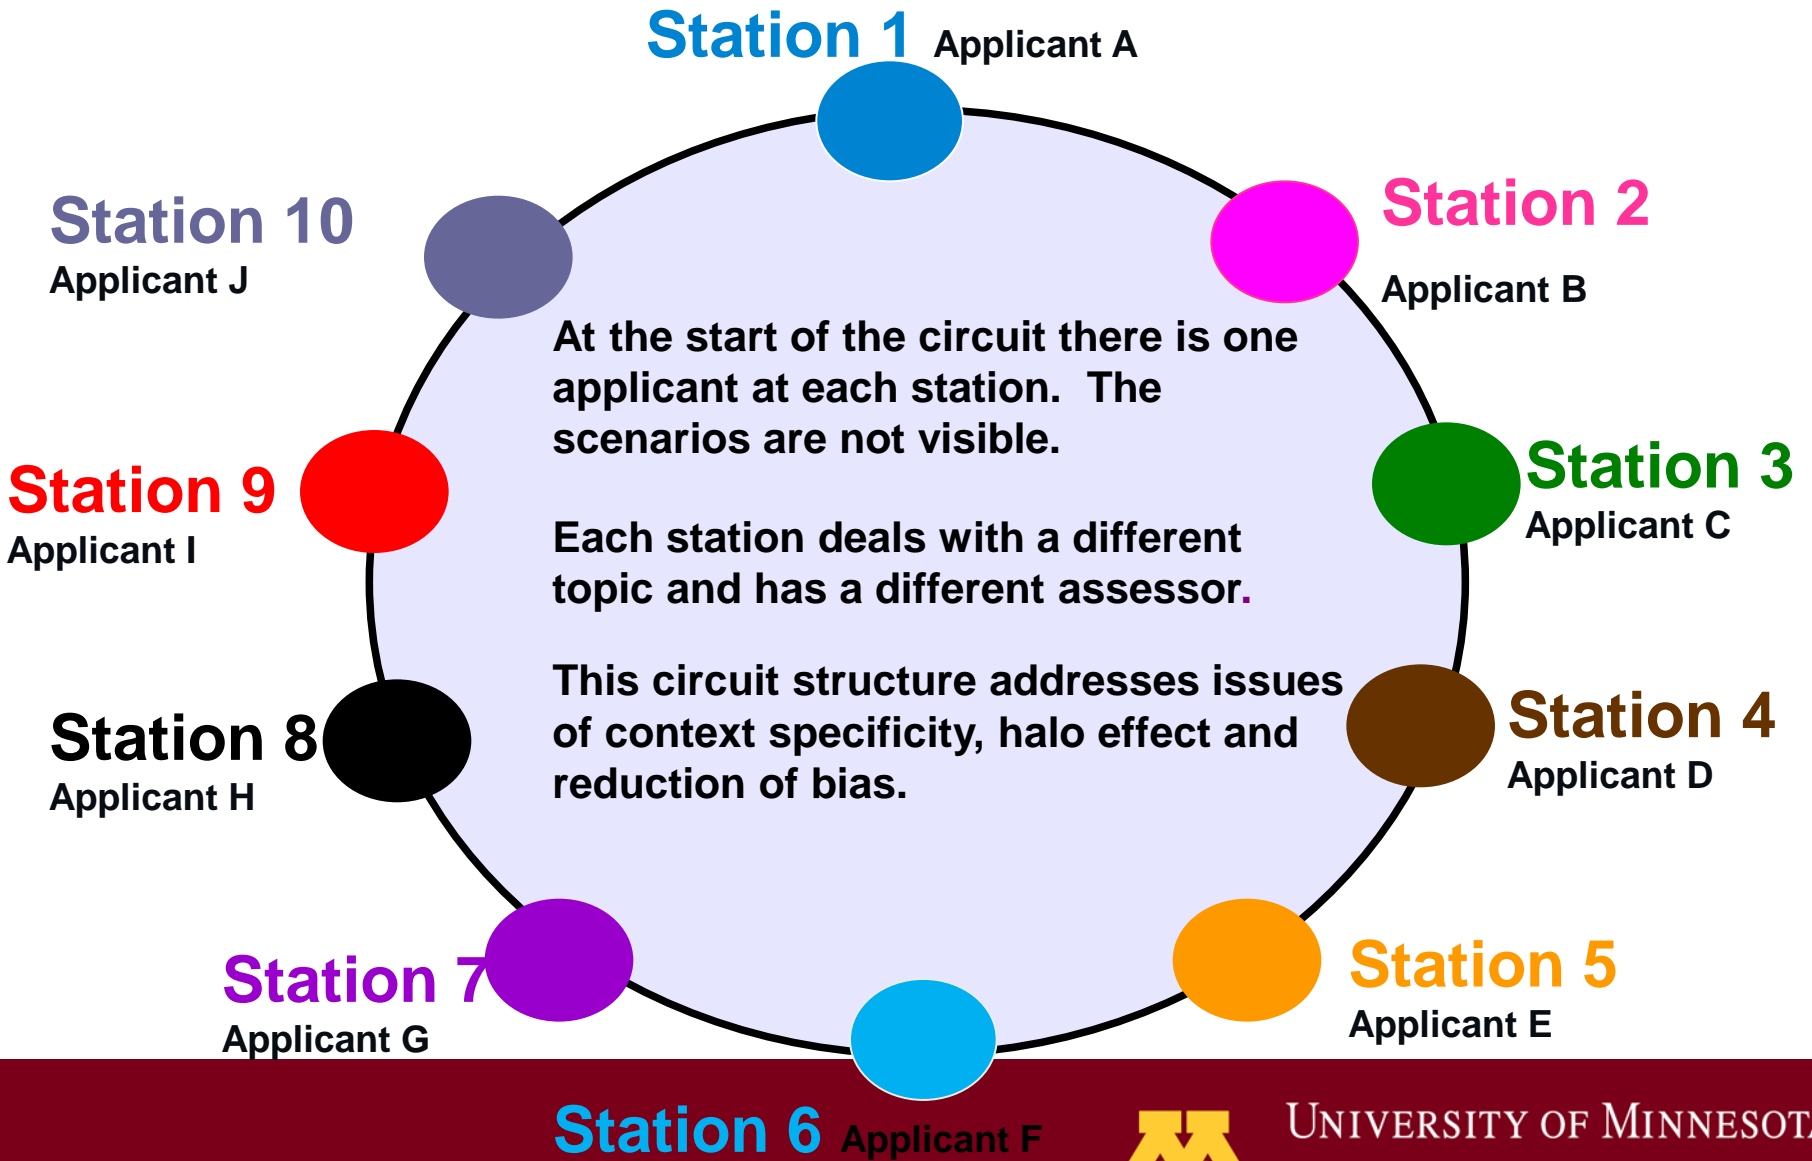 Station 1 Applicant A
Station 2
Applicant B
Station 3
Applicant C
Station 4
Applicant D
Station 5
Applicant E
Station 6 Applicant F
Station 7
Applicant G
Station 8
Applicant H
Station 9
Applicant I
Station 10
Applicant J
At the start of the circuit there is one
applicant at each station.  The
scenarios are not visible.
Each station deals with a different
topic and has a different assessor.
This circuit structure addresses issues
of context specificity, halo effect and
reduction of bias.
M
UNIVERSITY OF MINNESOTA